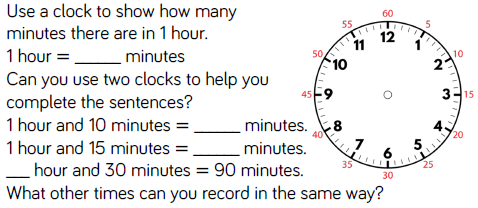 Use a clock to show how many
minutes there are in 1 hour.
1 hour = ______ minutes
Can you use two clocks to help you
complete the sentences?
1 hour and 10 minutes = ______ minutes.
1 hour and 15 minutes = ______ minutes.
___ hour and 30 minutes = 90 minutes.
What other times can you record in the same way?
60
55 5
12
11 1
50 10
10 2
45 9 3 15
8 4
40 20
7 5
6
35 25
30